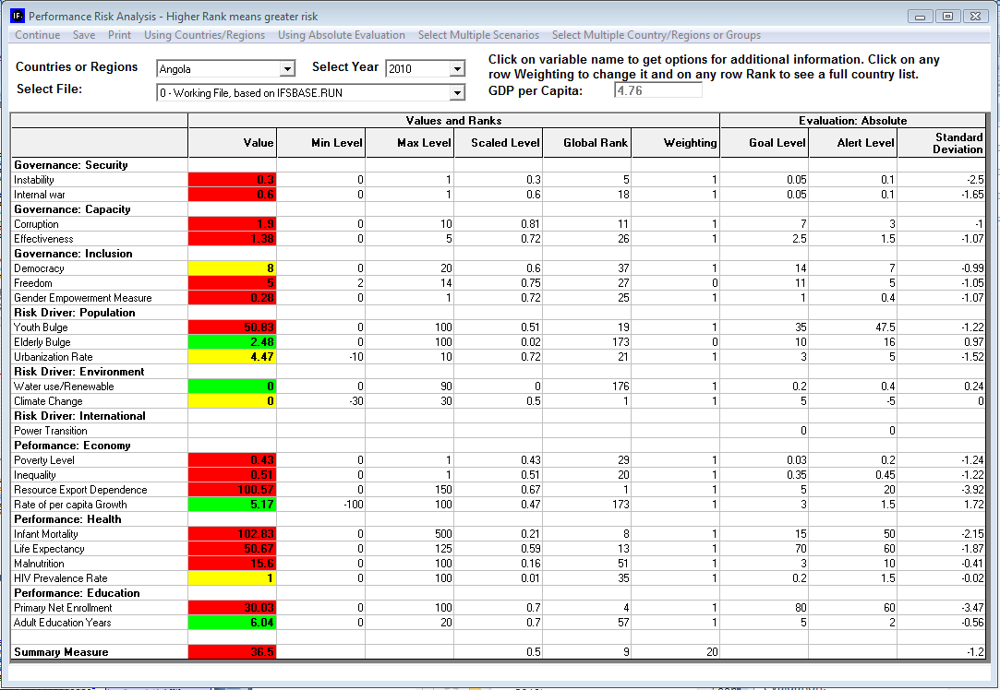 IFs Performance Risk Analysis - Higher Rank means greater risk
Continue Save Print Using Countries/Regions Using Absolute Evaluation Select Multiple Scenarios Select Multiple Country/Regions or Groups
Countries or Regions Angola Select Year 2010 Click on variable name to get options for additional information. Click on any
row Weighting to change it and on any row Rank to see a full country list.
Select File: 0 - Working File, based on IFSBASE.RUN GDP per Capita: 4.76
Values and Ranks Evaluation: Absolute
Value Min Level Max Level Scaled Level Global Rank Weighting Goal Level Alert Level Standard
Deviation
Governance: Security
Instability 0.3 0 1 0.3 5 1 0.05 0.1 -2.5
Internal war 0.6 0 1 0.6 18 1 0.05 0.1 -1.65
Governance: Capacity
Corruption 1.9 0 10 0.81 11 1 7 3 -1
Effectiveness 1.38 0 5 0.72 26 1 2.5 1.5 -1.07
Governance: Inclusion
Democracy 8 0 20 0.6 37 1 14 7 -0.99
Freedom 5 2 14 0.75 27 0 11 5 -1.05
Gender Empowerment Measure 0.28 0 1 0.72 25 1 1 0.4 -1.07
Risk Driver: Population
Youth Bulge 50.83 0 100 0.51 19 1 35 47.5 -1.22
Elderly Bulge 2.48 0 100 0.02 173 0 10 16 0.97
Urbanization Rate 4.47 -10 10 0.72 21 1 3 5 -1.52
Risk Driver: Environment
Water use/Renewable 0 0 90 0 176 1 0.2 0.4 0.24
Climate Change 0 -30 30 0.5 1 1 5 -5 0
Risk Driver: International
Power Transition 0 0
Peformance: Economy
Poverty Level 0.43 0 1 0.43 29 1 0.03 0.2 -1.24
Inequality 0.51 0 1 0.51 20 1 0.35 0.45 -1.22
Resource Export Dependence 100.57 0 150 0.67 1 1 5 20 -3.92
Rate of per capita Growth 5.17 -100 100 0.47 173 1 3 1.5 1.72
Performance: Health
Infant Mortality 102.83 0 500 0.21 8 1 15 50 -2.15
Life Expectancy 50.67 0 125 0.59 13 1 70 60 -1.87
Malnutrition 15.6 0 100 0.16 51 1 3 10 -0.41
HIV Prevalence Rate 1 0 100 0.01 35 1 0.2 1.5 -0.02
Performance: Education
Primary Net Enrollment 30.03 0 100 0.7 4 1 80 60 -3.47
Adult Education Years 6.04 0 20 0.7 57 1 5 2 -0.56
Summary Measure 36.5 0.5 9 20 -1.2